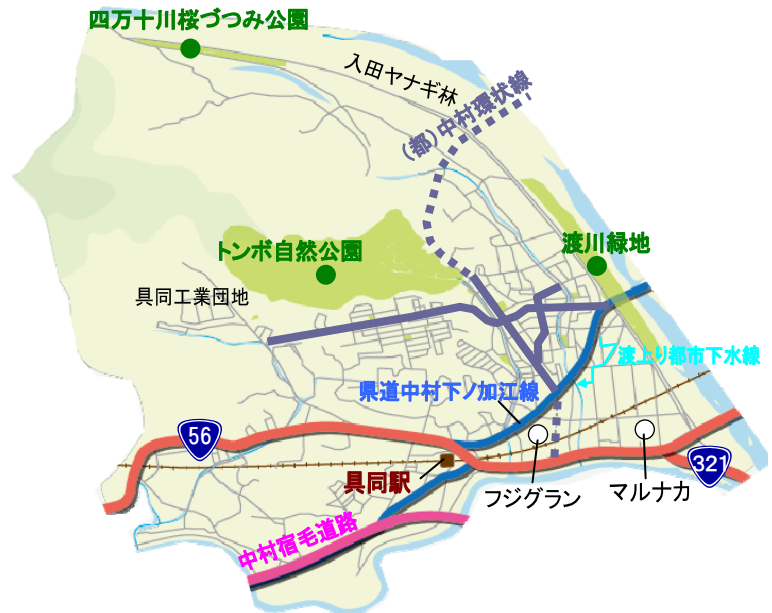 四万十川桜づつみ公園
入田ヤナギ林
(都)中村環状線
渡川緑地
トンボ自然公園
具同工業団地
渡上り都市下水線
県道中村下ノ加江線
56
321
具同駅
フジグラン
マルナカ
中村宿毛道路